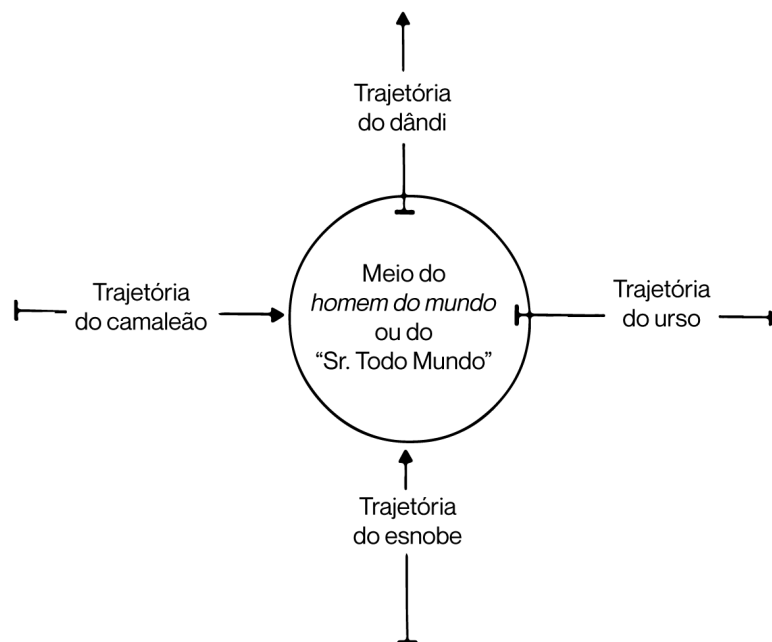 Trajetória
do dândi
Trajetória
do camaleão
Meio do
homem do mundo
ou do
“Sr. Todo Mundo”
Trajetória
do urso
Trajetória
do esnobe